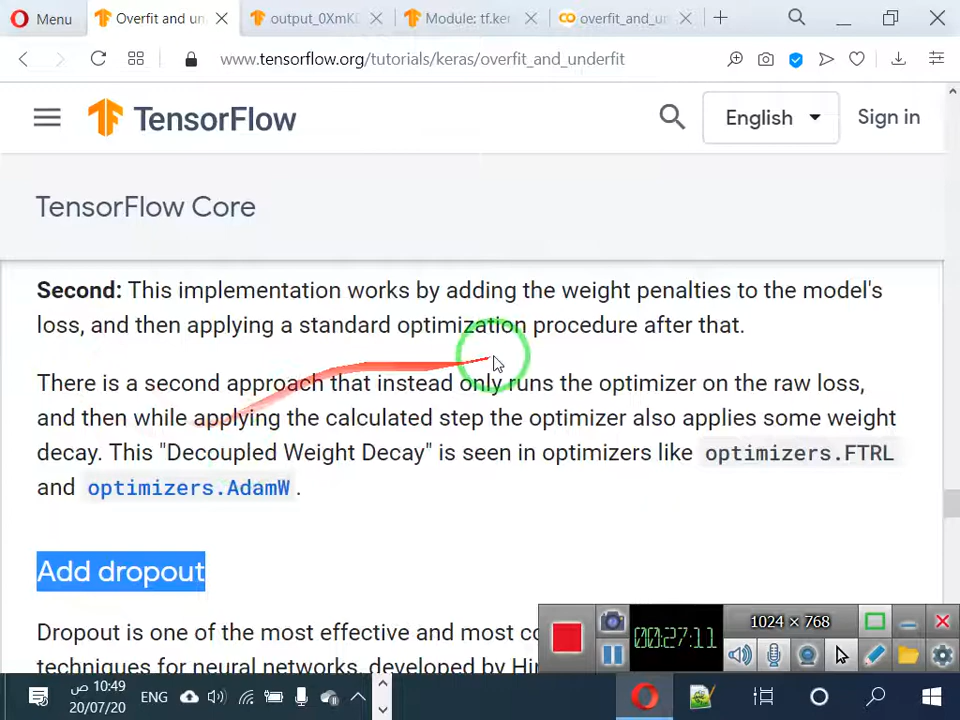 Menu
Overfit and un
output_0XmKD
Module: tf.ker
overfit_and_u
www.tensorflow.org/tutorials/keras/overfit_and_underfit
TensorFlow
English
Sign in
TensorFlow Core
Second: This implementation works by adding the weight penalties to the model's
loss, and then applying a standard optimization procedure after that.
There is a second approach that instead only runs the optimizer on the raw loss,
and then while applying the calculated step the optimizer also applies some weight
decay. This "Decoupled Weight Decay" is seen in optimizers like optimizers.FTRL
and optimizers.AdamW.
Add dropout
Dropout is one of the most effective and most co
techniques for neural networks, developed by Hin
00:27:11
1024 × 768
10:49 ص
20/07/20
ENG